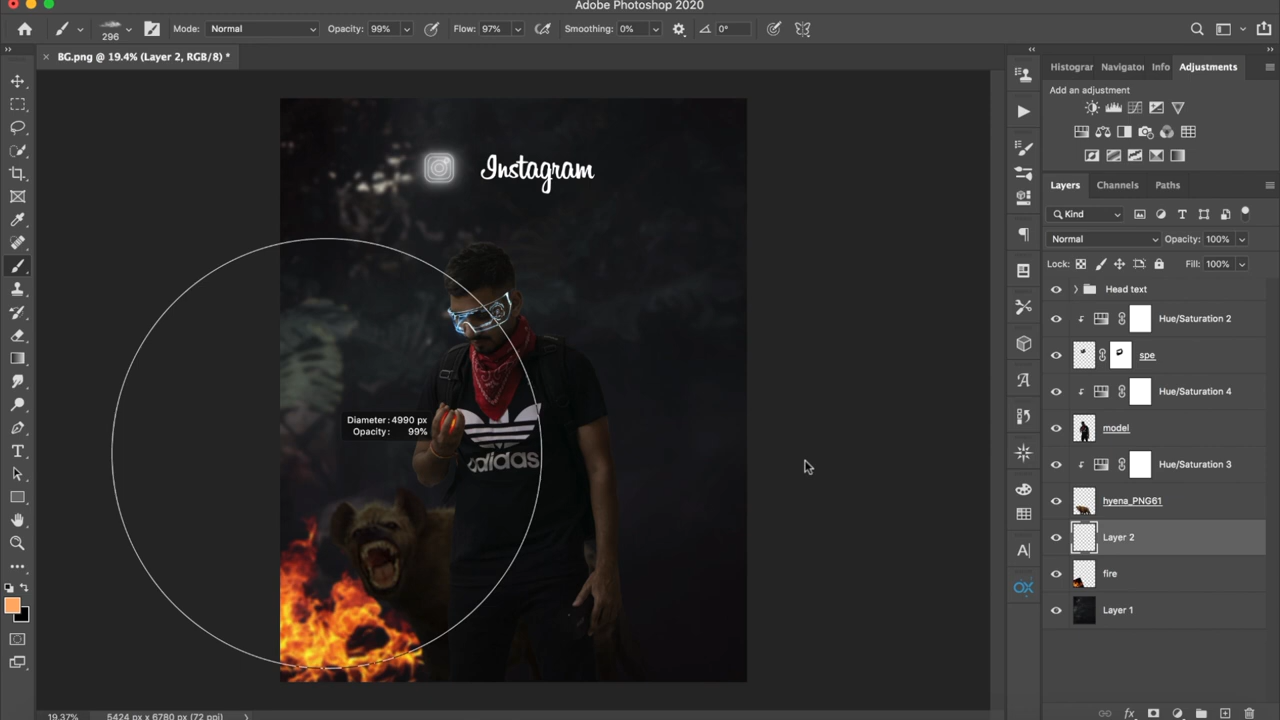 Adobe Photoshop 2020
296
Mode: Normal
Opacity: 99%
Flow: 97%
Smoothing: 0%
0°
BG.png @ 19.4% (Layer 2, RGB/8) *
Instagram
Diameter: 4990 px
Opacity: 99%
adidas
19.37%
5424 px x 6780 px (72 ppi)
Histogram
Navigator
Info
Adjustments
Add an adjustment
Layers
Channels
Paths
Kind
Normal
Opacity: 100%
Lock:
Fill: 100%
Head text
Hue/Saturation 2
spe
Hue/Saturation 4
model
Hue/Saturation 3
hyena_PNG61
Layer 2
fire
Layer 1